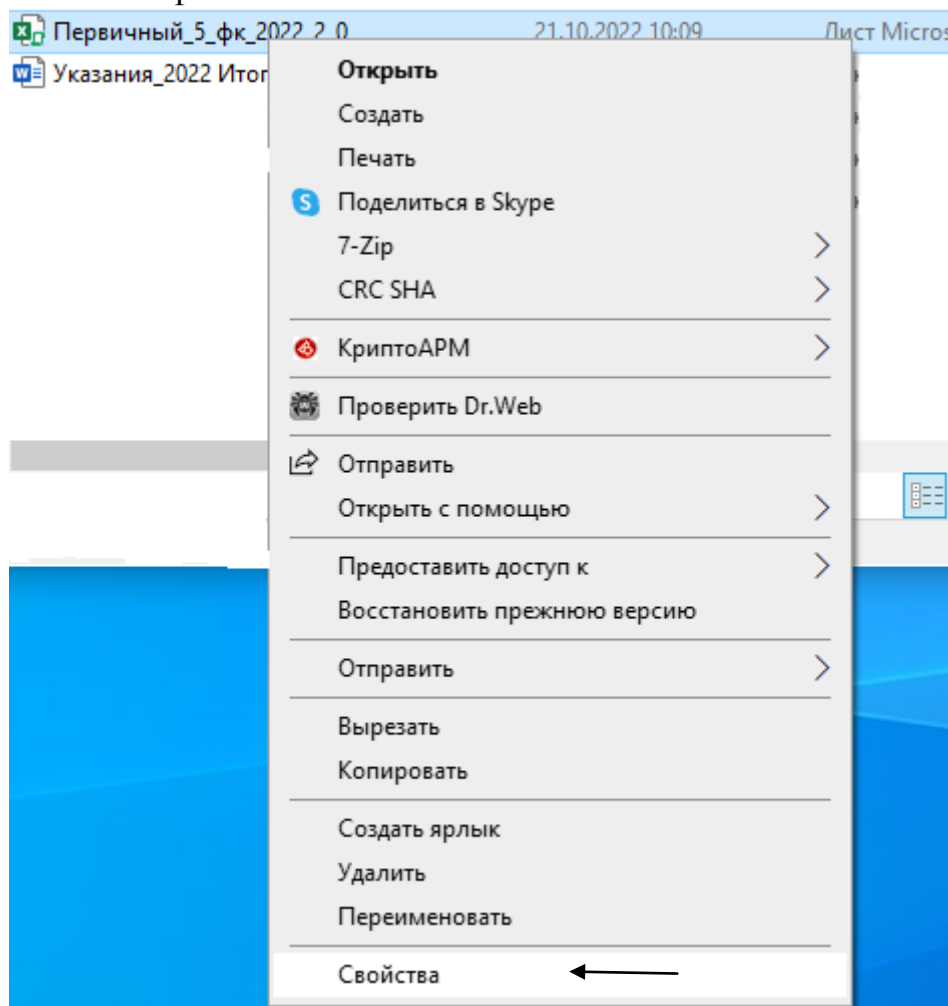 Первичный_5_фк_2022_2_0 21.10.2022 10:09 Лист Micros
Указания_2022 Итог
Открыть
Создать
Печать
Поделиться в Skype
7-Zip
CRC SHA
КриптоАРМ
Проверить Dr.Web
Отправить
Открыть с помощью
Предоставить доступ к
Восстановить прежнюю версию
Отправить
Вырезать
Копировать
Создать ярлык
Удалить
Переименовать
Свойства